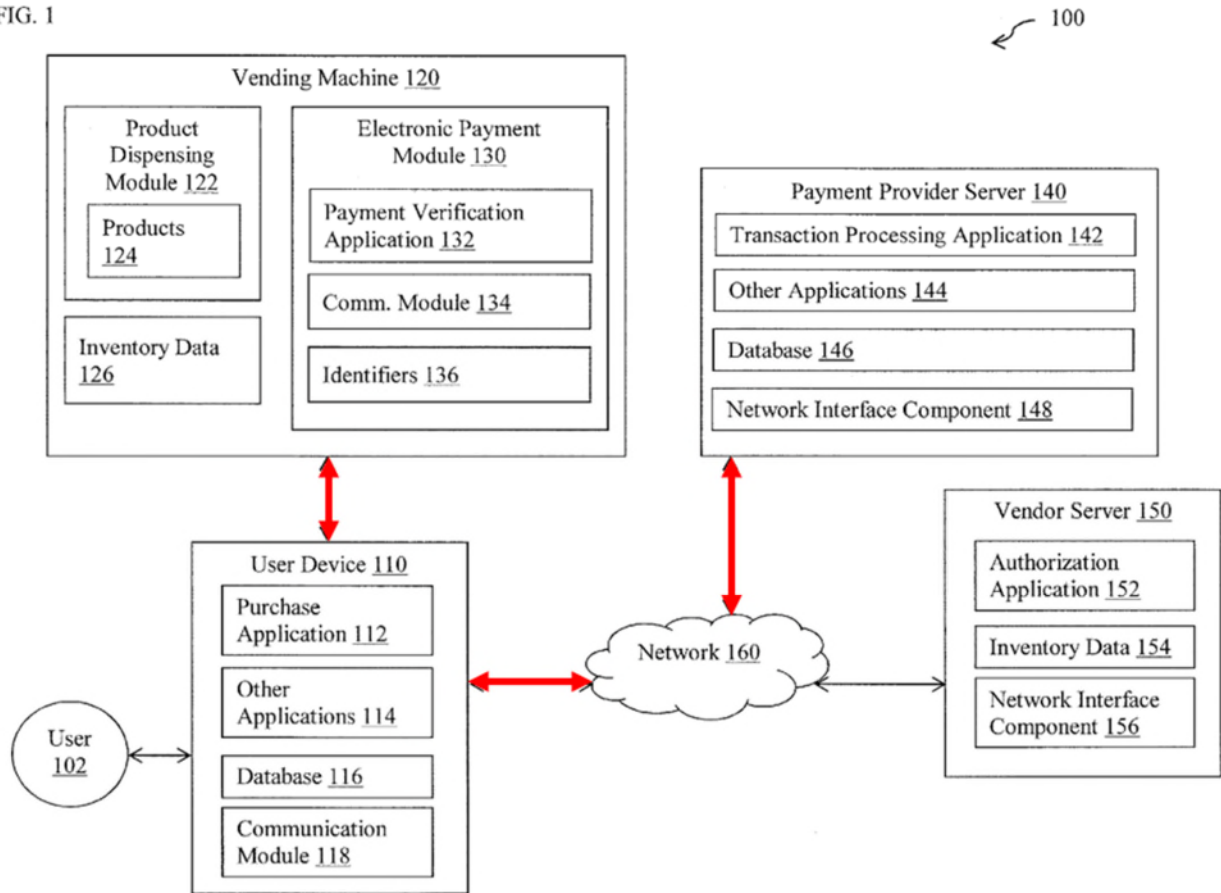 FIG. 1
100
Vending Machine 120
Product
Dispensing
Module 122
Products
124
Inventory Data
126
Electronic Payment
Module 130
Payment Verification
Application 132
Comm. Module 134
Identifiers 136
Payment Provider Server 140
Transaction Processing Application 142
Other Applications 144
Database 146
Network Interface Component 148
User Device 110
Purchase
Application 112
Other
Applications 114
Database 116
Communication
Module 118
User
102
Network 160
Vendor Server 150
Authorization
Application 152
Inventory Data 154
Network Interface
Component 156